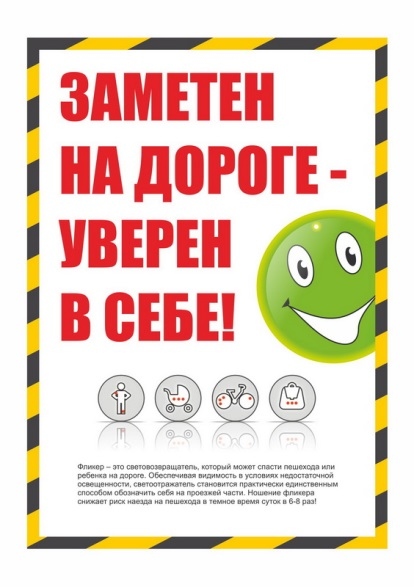 ЗАМЕТЕН
НА ДОРОГЕ -
УВЕРЕН
В СЕБЕ!
Фликер – это световозвращатель, который может спасти пешехода или
ребенка на дороге. Обеспечивая видимость в условиях недостаточной
освещенности, светоотражатель становится практически единственным
способом обозначить себя на проезжей части. Ношение фликера
снижает риск наезда на пешехода в темное время суток в 6-8 раз!